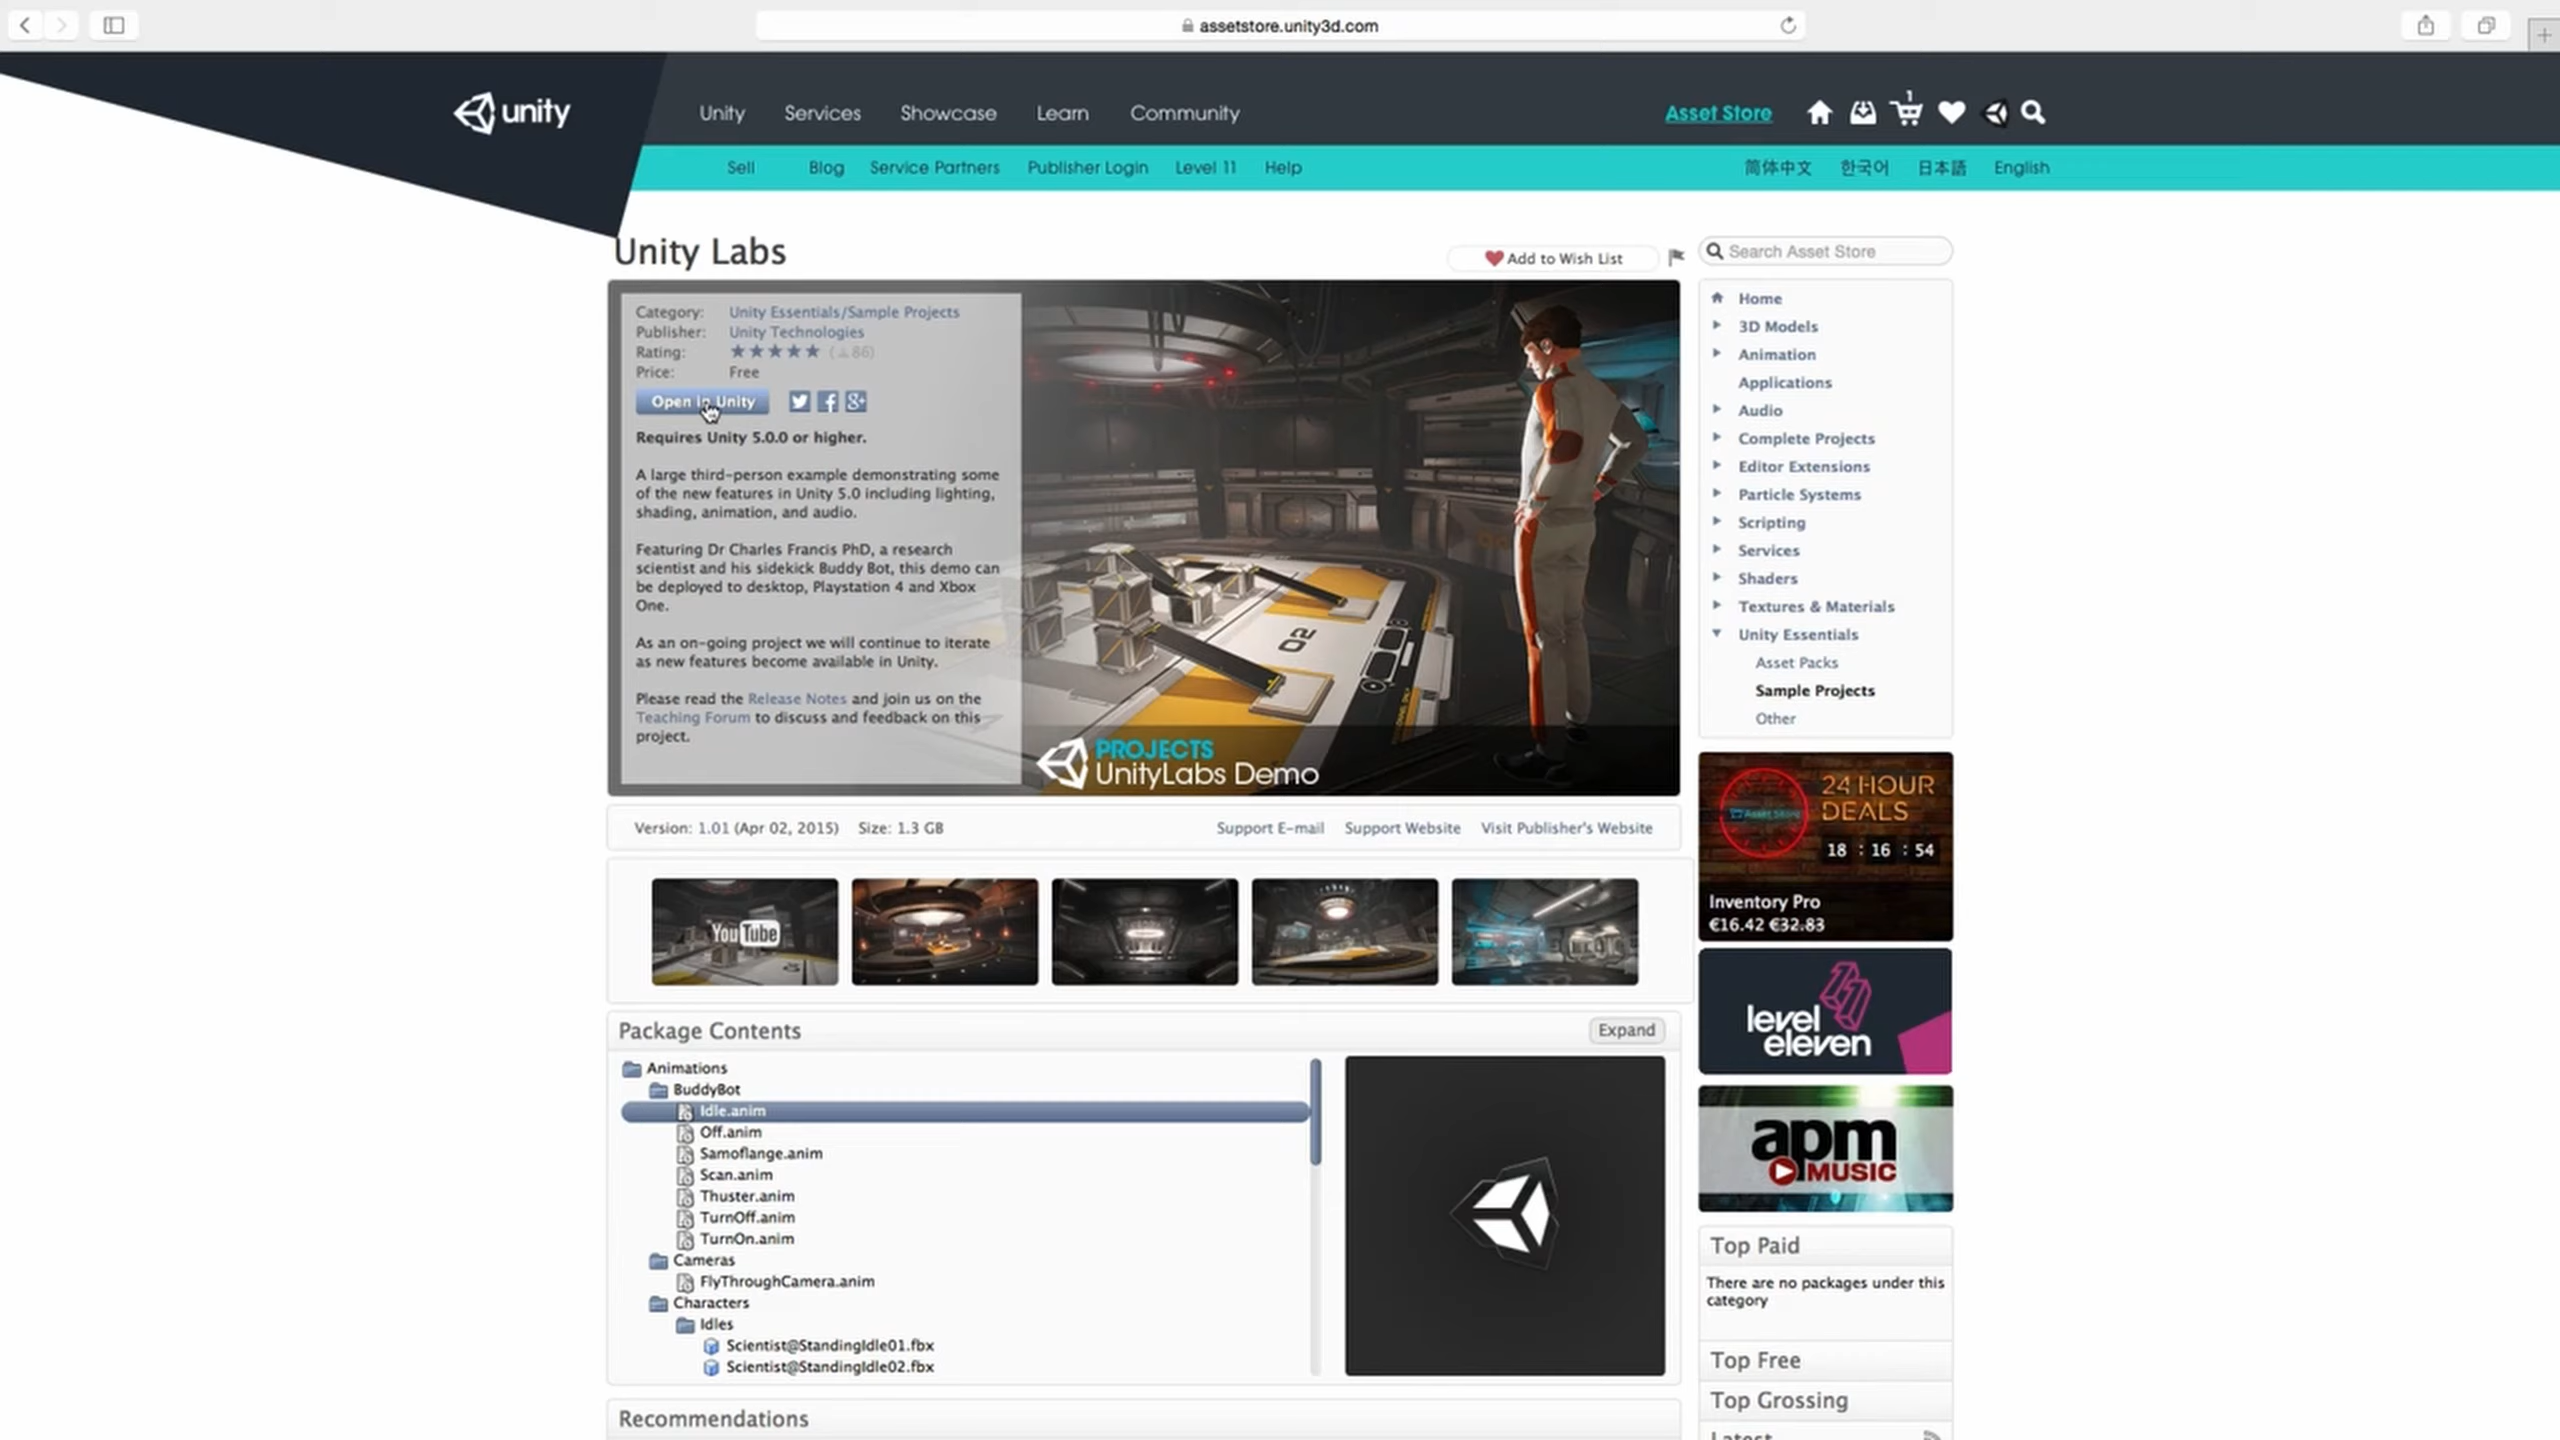 assetstore.unity3d.com
unity
Unity Services Showcase Learn Community
Asset Store
1
Sell Blog Service Partners Publisher Login Level 11 Help
简体中文 한국어 日本語 English
Unity Labs
Add to Wish List
Search Asset Store
Category: Unity Essentials/Sample Projects
Publisher: Unity Technologies
Rating: (86)
Price: Free
Open in Unity
Requires Unity 5.0.0 or higher.
A large third-person example demonstrating some
of the new features in Unity 5.0 including lighting,
shading, animation, and audio.
Featuring Dr Charles Francis PhD, a research
scientist and his sidekick Buddy Bot, this demo can
be deployed to desktop, Playstation 4 and Xbox
One.
As an on-going project we will continue to iterate
as new features become available in Unity.
Please read the Release Notes and join us on the
Teaching Forum to discuss and feedback on this
project.
02
PROJECTS
UnityLabs Demo
Home
3D Models
Animation
Applications
Audio
Complete Projects
Editor Extensions
Particle Systems
Scripting
Services
Shaders
Textures & Materials
Unity Essentials
Asset Packs
Sample Projects
Other
Version: 1.01 (Apr 02, 2015) Size: 1.3 GB
Support E-mail Support Website Visit Publisher's Website
YouTube
24 HOUR
DEALS
Asset Store
18 : 16 : 54
Inventory Pro
€16.42 €32.83
level
eleven
apm
MUSIC
Package Contents
Expand
Animations
BuddyBot
Idle.anim
Off.anim
Samoflange.anim
Scan.anim
Thuster.anim
TurnOff.anim
TurnOn.anim
Cameras
FlyThroughCamera.anim
Characters
Idles
Scientist@StandingIdle01.fbx
Scientist@StandingIdle02.fbx
Top Paid
There are no packages under this
category
Top Free
Top Grossing
Latest
Recommendations